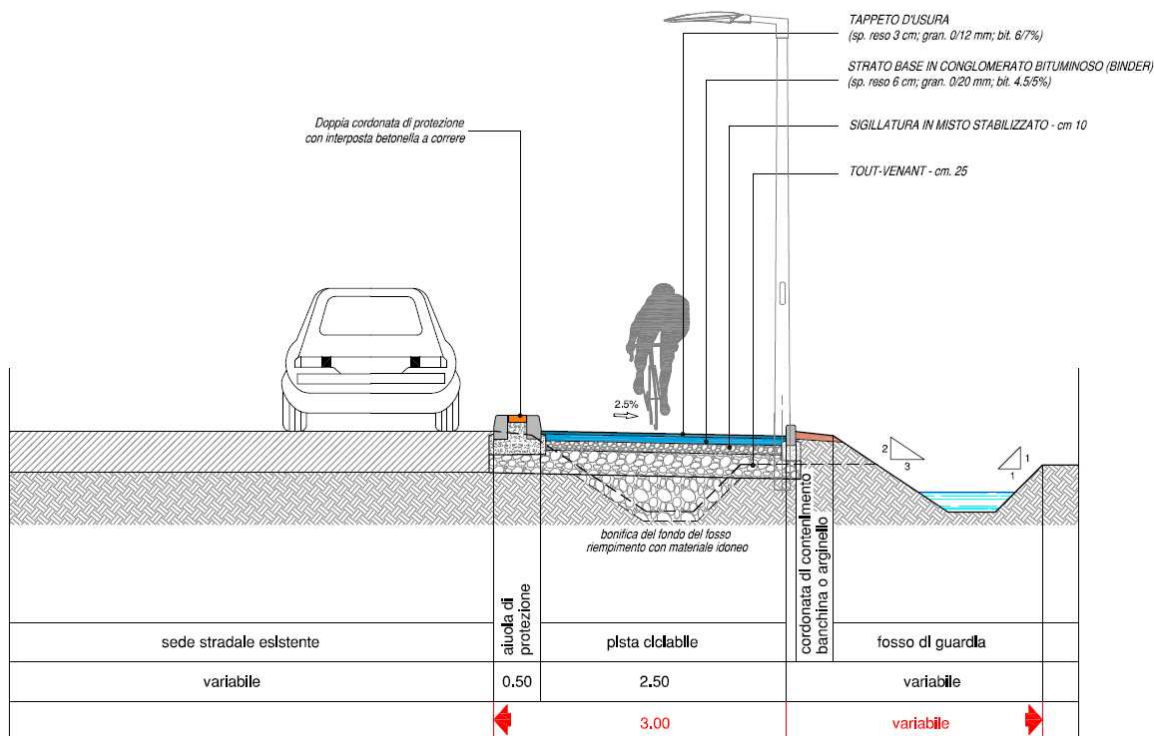 TAPPETO D'USURA
(sp. reso 3 cm; gran. 0/12 mm; bit. 6/7%)
STRATO BASE IN CONGLOMERATO BITUMINOSO (BINDER)
(sp. reso 6 cm; gran. 0/20 mm; bit. 4.5/5%)
Doppia cordonata di protezione
con interposta betonella a correre
SIGILLATURA IN MISTO STABILIZZATO - cm 10
TOUT-VENANT - cm. 25
2.5%
2
3
1
1
bonifica del fondo del fosso
riempimento con materiale idoneo
sede stradale esistente
aiuola di
protezione
pista ciclabile
cordonata di contenimento
banchina o arginello
fosso di guardia
variabile
0.50
2.50
variabile
3.00
variabile